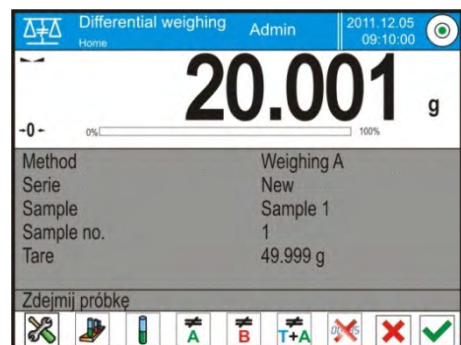 Differential weighing Admin 2011.12.05
Home 09:10:00
20.001 g
-0- 0% 100%
Method Weighing A
Serie New
Sample Sample 1
Sample no. 1
Tare 49.999 g
Zdejmij próbkę
A B T+A